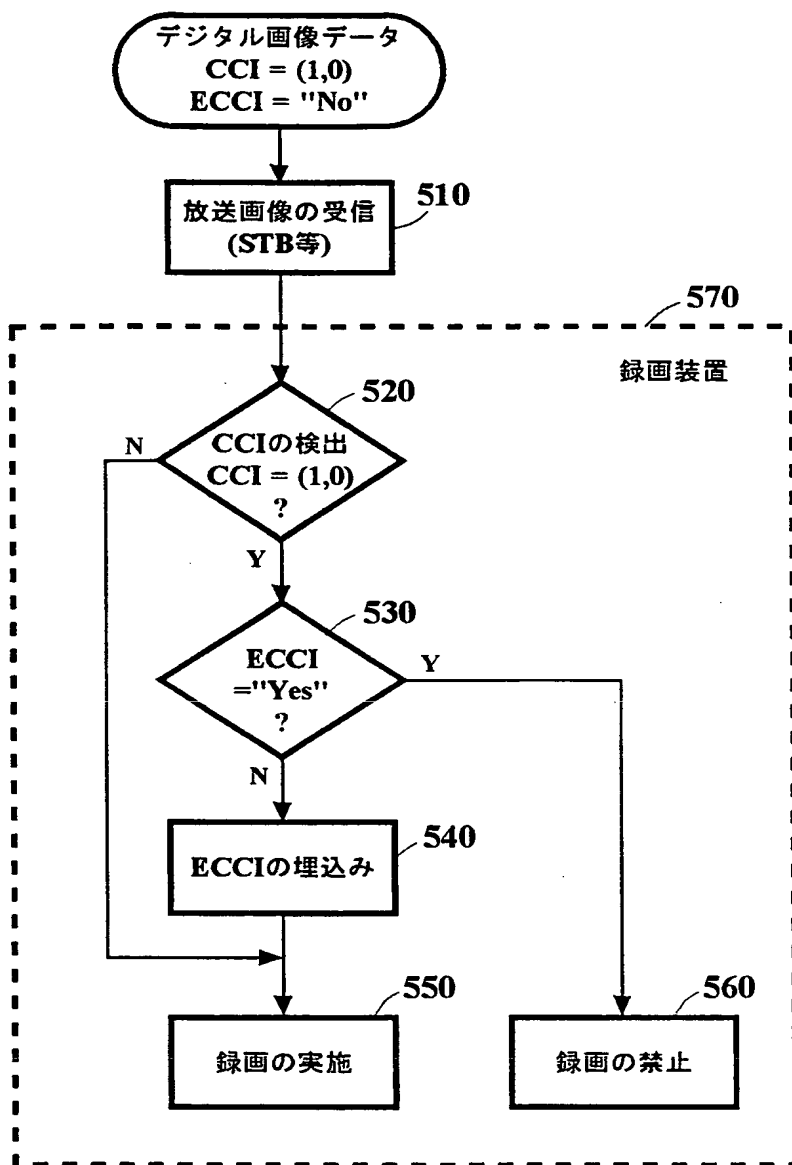 デジタル画像データ
CCI = (1,0)
ECCI = "No"
放送画像の受信
(STB等)
510
570
録画装置
520
CCIの検出
CCI = (1,0)
?
N
Y
530
ECCI
="Yes"
?
Y
N
540
ECCIの埋込み
550
録画の実施
560
録画の禁止